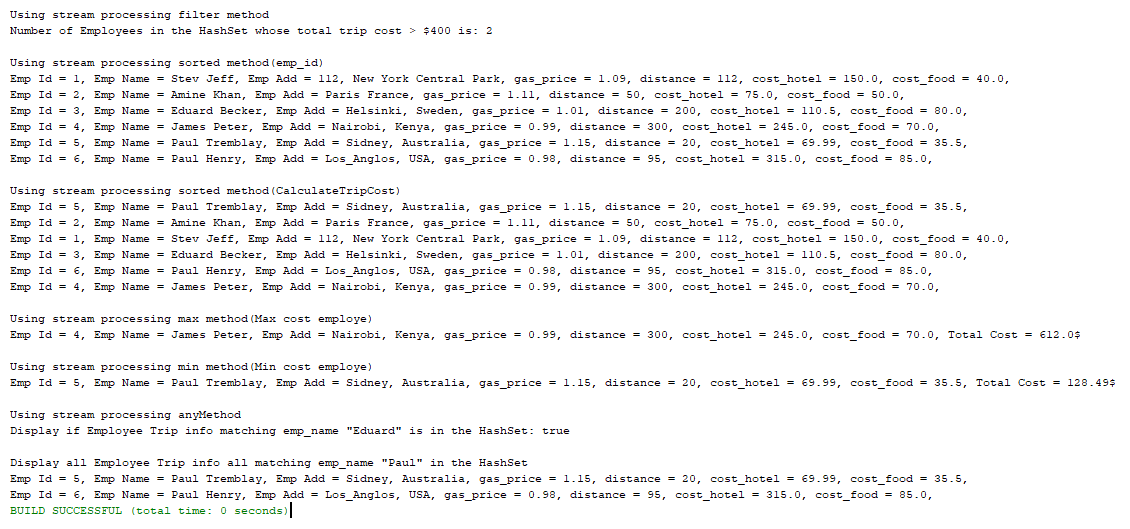 Using stream processing filter method
Number of Employees in the HashSet whose total trip cost > $400 is: 2
Using stream processing sorted method(emp_id)
Emp Id = 1, Emp Name = Stev Jeff, Emp Add = 112, New York Central Park, gas_price = 1.09, distance = 112, cost_hotel = 150.0, cost_food = 40.0,
Emp Id = 2, Emp Name = Amine Khan, Emp Add = Paris France, gas_price = 1.11, distance = 50, cost_hotel = 75.0, cost_food = 50.0,
Emp Id = 3, Emp Name = Eduard Becker, Emp Add = Helsinki, Sweden, gas_price = 1.01, distance = 200, cost_hotel = 110.5, cost_food = 80.0,
Emp Id = 4, Emp Name = James Peter, Emp Add = Nairobi, Kenya, gas_price = 0.99, distance = 300, cost_hotel = 245.0, cost_food = 70.0,
Emp Id = 5, Emp Name = Paul Tremblay, Emp Add = Sidney, Australia, gas_price = 1.15, distance = 20, cost_hotel = 69.99, cost_food = 35.5,
Emp Id = 6, Emp Name = Paul Henry, Emp Add = Los_Anglos, USA, gas_price = 0.98, distance = 95, cost_hotel = 315.0, cost_food = 85.0,
Using stream processing sorted method(CalculateTripCost)
Emp Id = 5, Emp Name = Paul Tremblay, Emp Add = Sidney, Australia, gas_price = 1.15, distance = 20, cost_hotel = 69.99, cost_food = 35.5,
Emp Id = 2, Emp Name = Amine Khan, Emp Add = Paris France, gas_price = 1.11, distance = 50, cost_hotel = 75.0, cost_food = 50.0,
Emp Id = 1, Emp Name = Stev Jeff, Emp Add = 112, New York Central Park, gas_price = 1.09, distance = 112, cost_hotel = 150.0, cost_food = 40.0,
Emp Id = 3, Emp Name = Eduard Becker, Emp Add = Helsinki, Sweden, gas_price = 1.01, distance = 200, cost_hotel = 110.5, cost_food = 80.0,
Emp Id = 6, Emp Name = Paul Henry, Emp Add = Los_Anglos, USA, gas_price = 0.98, distance = 95, cost_hotel = 315.0, cost_food = 85.0,
Emp Id = 4, Emp Name = James Peter, Emp Add = Nairobi, Kenya, gas_price = 0.99, distance = 300, cost_hotel = 245.0, cost_food = 70.0,
Using stream processing max method(Max cost employe)
Emp Id = 4, Emp Name = James Peter, Emp Add = Nairobi, Kenya, gas_price = 0.99, distance = 300, cost_hotel = 245.0, cost_food = 70.0, Total Cost = 612.0$
Using stream processing min method(Min cost employe)
Emp Id = 5, Emp Name = Paul Tremblay, Emp Add = Sidney, Australia, gas_price = 1.15, distance = 20, cost_hotel = 69.99, cost_food = 35.5, Total Cost = 128.49$
Using stream processing anyMethod
Display if Employee Trip info matching emp_name "Eduard" is in the HashSet: true
Display all Employee Trip info all matching emp_name "Paul" in the HashSet
Emp Id = 5, Emp Name = Paul Tremblay, Emp Add = Sidney, Australia, gas_price = 1.15, distance = 20, cost_hotel = 69.99, cost_food = 35.5,
Emp Id = 6, Emp Name = Paul Henry, Emp Add = Los_Anglos, USA, gas_price = 0.98, distance = 95, cost_hotel = 315.0, cost_food = 85.0,
BUILD SUCCESSFUL (total time: 0 seconds)